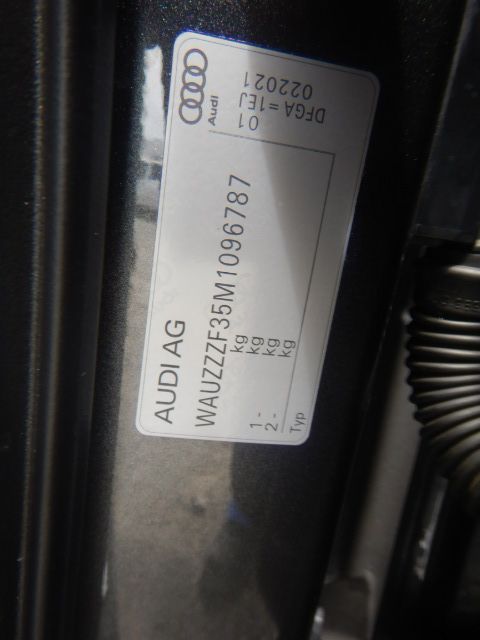 AUDI AG
WAUZZZF35M1096787
kg
kg
1- kg
2- kg
Typ
Audi
01
DFGA =1EJ
022021